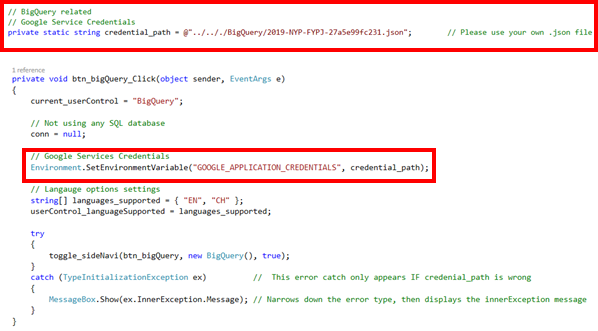 // BigQuery related
// Google Service Credentials
private static string credential_path = @"../../../BigQuery/2019-NYP-FYPJ-27a5e99fc231.json"; // Please use your own .json file
1 reference
private void btn_bigQuery_Click(object sender, EventArgs e)
{
current_userControl = "BigQuery";
// Not using any SQL database
conn = null;
// Google Services Credentials
Environment.SetEnvironmentVariable("GOOGLE_APPLICATION_CREDENTIALS", credential_path);
// Langauge options settings
string[] languages_supported = { "EN", "CH" };
userControl_languageSupported = languages_supported;
try
{
toggle_sideNavi(btn_bigQuery, new BigQuery(), true);
}
catch (TypeInitializationException ex) // This error catch only appears IF credenial_path is wrong
{
MessageBox.Show(ex.InnerException.Message); // Narrows down the error type, then displays the innerException message
}
}